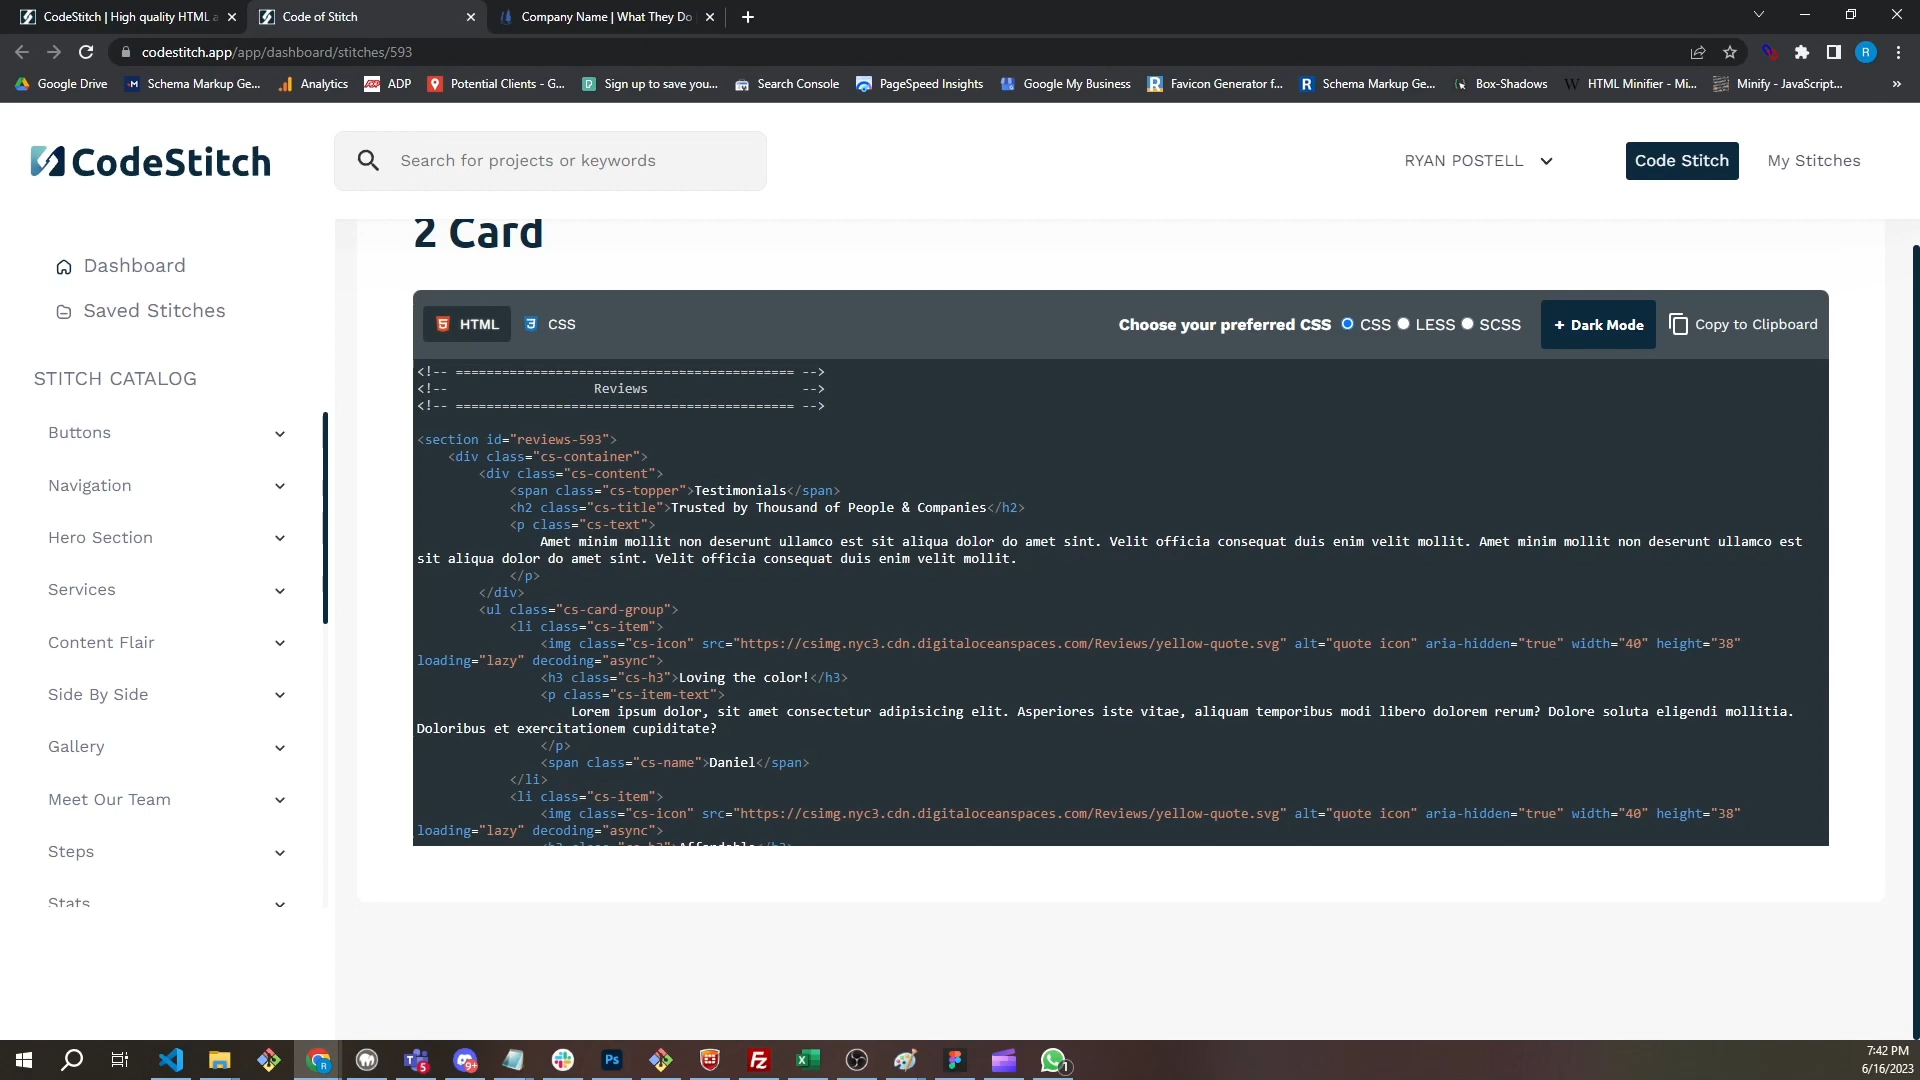 CodeStitch | High quality HTML a
Code of Stitch
Company Name | What They Do
codestitch.app/app/dashboard/stitches/593
R
Google Drive
Schema Markup Ge...
Analytics
ADP
Potential Clients - G...
Sign up to save you...
Search Console
PageSpeed Insights
Google My Business
Favicon Generator f...
Schema Markup Ge...
Box-Shadows
HTML Minifier - Mi...
Minify - JavaScript...
»
CodeStitch
Search for projects or keywords
RYAN POSTELL
Code Stitch
My Stitches
2 Card
Dashboard
Saved Stitches
STITCH CATALOG
Buttons
Navigation
Hero Section
Services
Content Flair
Side By Side
Gallery
Meet Our Team
Steps
Stats
HTML
CSS
Choose your preferred CSS CSS LESS SCSS
+ Dark Mode
Copy to Clipboard
<!-- ============================================ -->
<!-- Reviews -->
<!-- ============================================ -->
<section id="reviews-593">
<div class="cs-container">
<div class="cs-content">
<span class="cs-topper">Testimonials</span>
<h2 class="cs-title">Trusted by Thousand of People & Companies</h2>
<p class="cs-text">
Amet minim mollit non deserunt ullamco est sit aliqua dolor do amet sint. Velit officia consequat duis enim velit mollit. Amet minim mollit non deserunt ullamco est
sit aliqua dolor do amet sint. Velit officia consequat duis enim velit mollit.
</p>
</div>
<ul class="cs-card-group">
<li class="cs-item">
<img class="cs-icon" src="https://csimg.nyc3.cdn.digitaloceanspaces.com/Reviews/yellow-quote.svg" alt="quote icon" aria-hidden="true" width="40" height="38"
loading="lazy" decoding="async">
<h3 class="cs-h3">Loving the color!</h3>
<p class="cs-item-text">
Lorem ipsum dolor, sit amet consectetur adipisicing elit. Asperiores iste vitae, aliquam temporibus modi libero dolorem rerum? Dolore soluta eligendi mollitia.
Doloribus et exercitationem cupiditate?
</p>
<span class="cs-name">Daniel</span>
</li>
<li class="cs-item">
<img class="cs-icon" src="https://csimg.nyc3.cdn.digitaloceanspaces.com/Reviews/yellow-quote.svg" alt="quote icon" aria-hidden="true" width="40" height="38"
loading="lazy" decoding="async">
<h3 class="cs-h3">Affordable</h3>
7:42 PM
6/16/2023